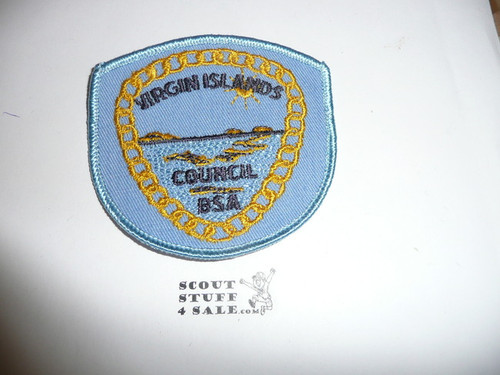 VIRGIN ISLANDS
COUNCIL
BSA
SCOUT
STUFF
4 SALE.COM